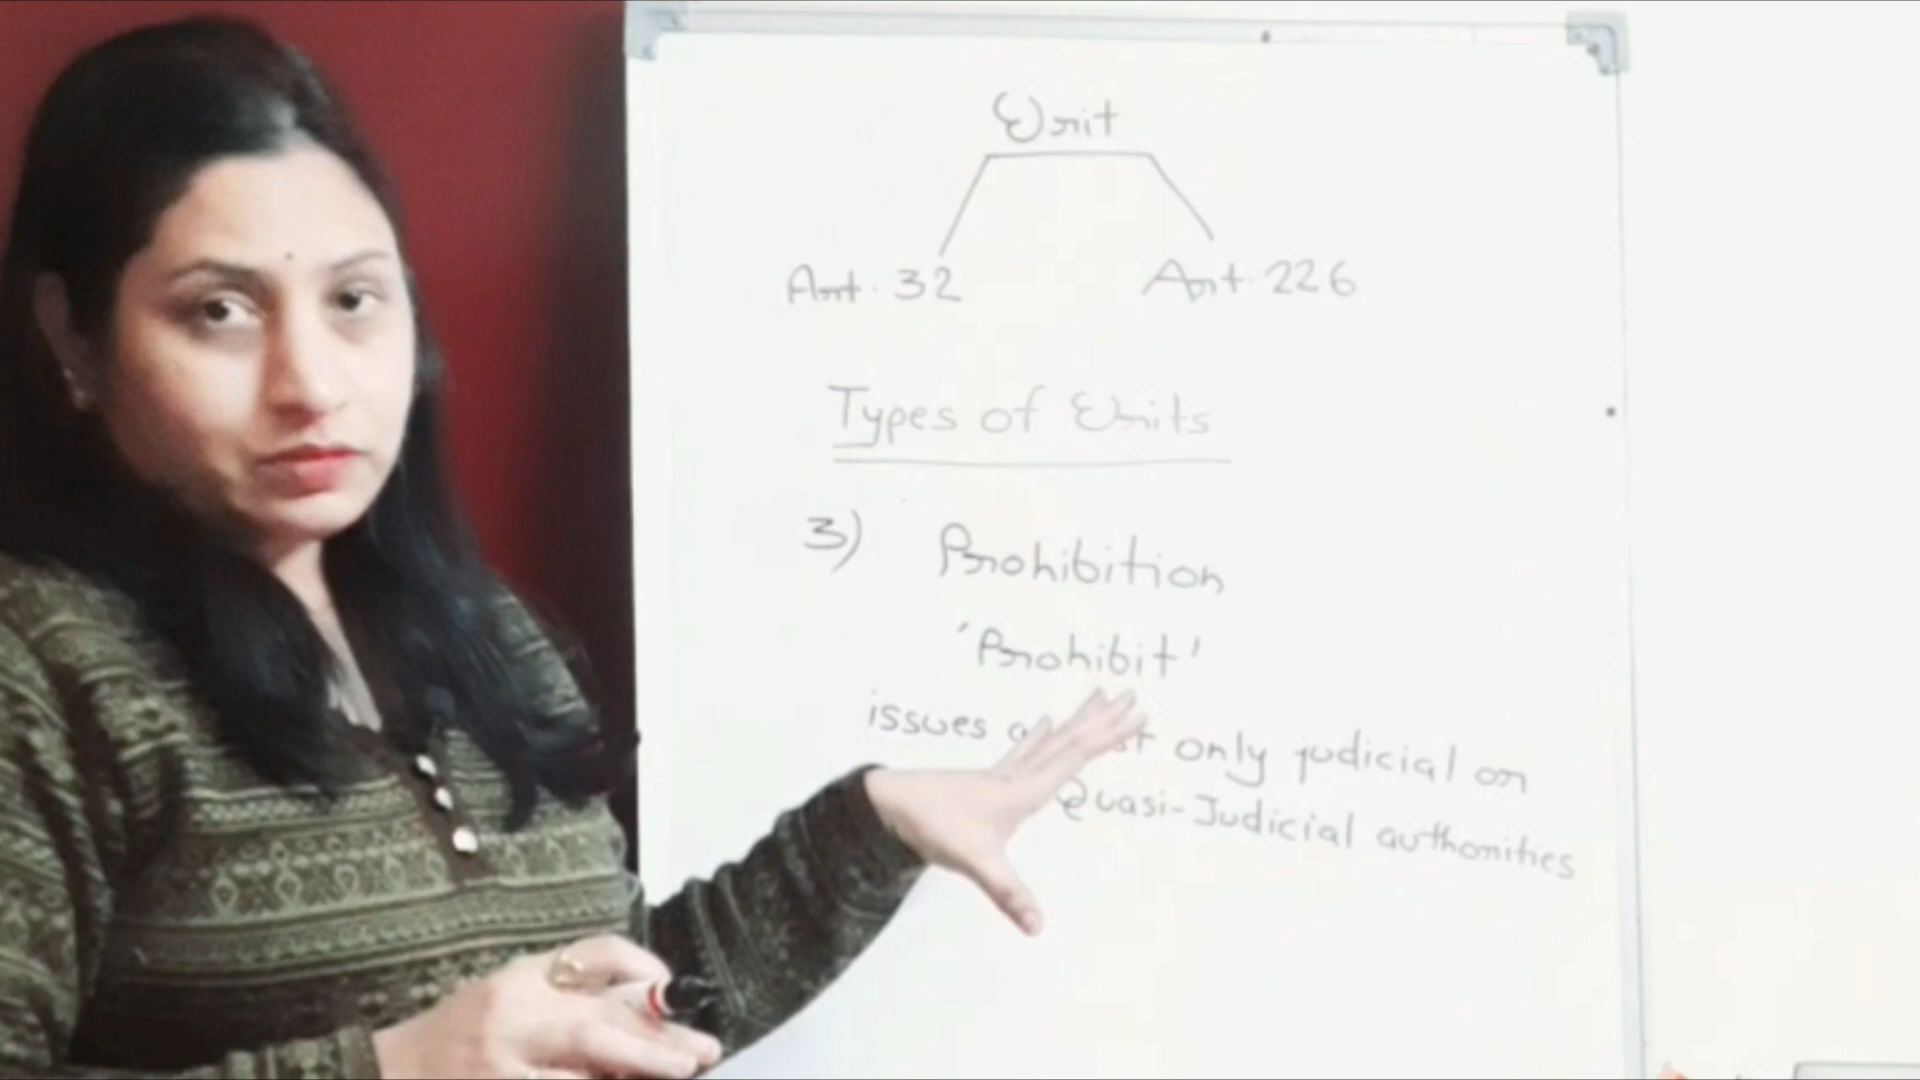 Writ
Art. 32 Art. 226
Types of Writs
3) Prohibition
'Prohibit'
issues only judicial or
Quasi-Judicial authorities